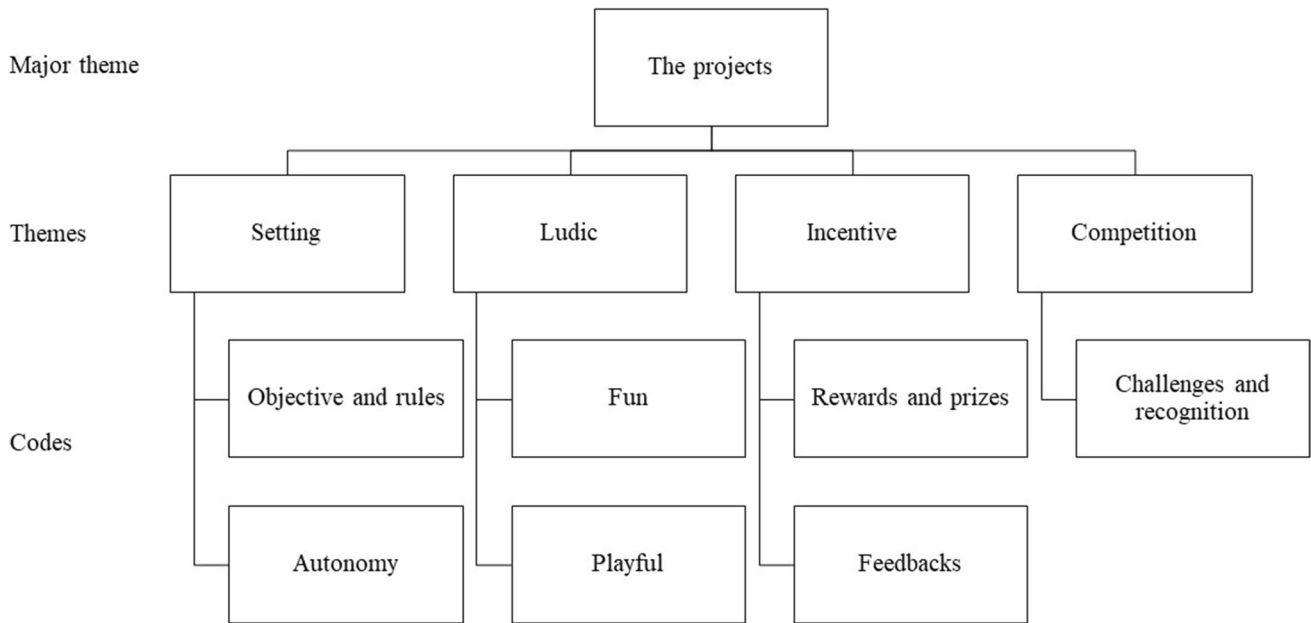 Major theme
The projects
Themes
Setting
Ludic
Incentive
Competition
Codes
Objective and rules
Fun
Rewards and prizes
Challenges and
recognition
Autonomy
Playful
Feedbacks